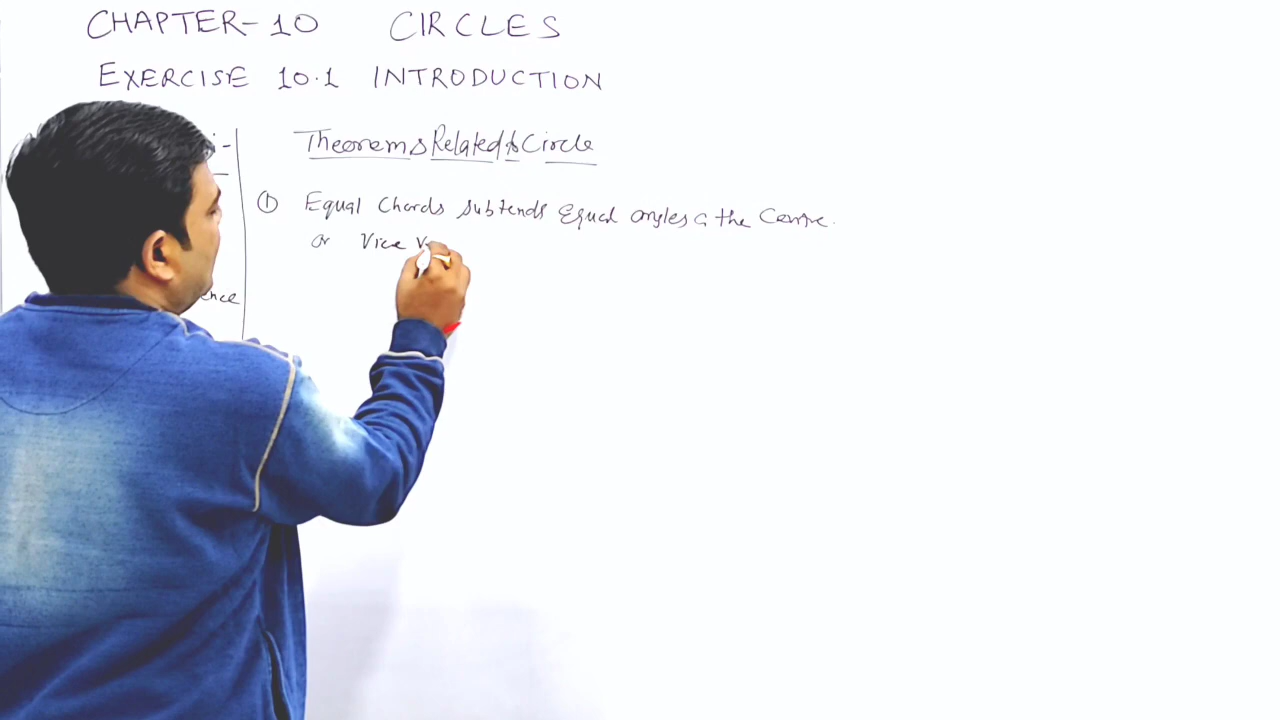 CHAPTER-10 CIRCLES
EXERCISE 10.1 INTRODUCTION
Theorems Related to Circle
① Equal Chords subtends Equal angles a the Centre.
or Vice V
ence